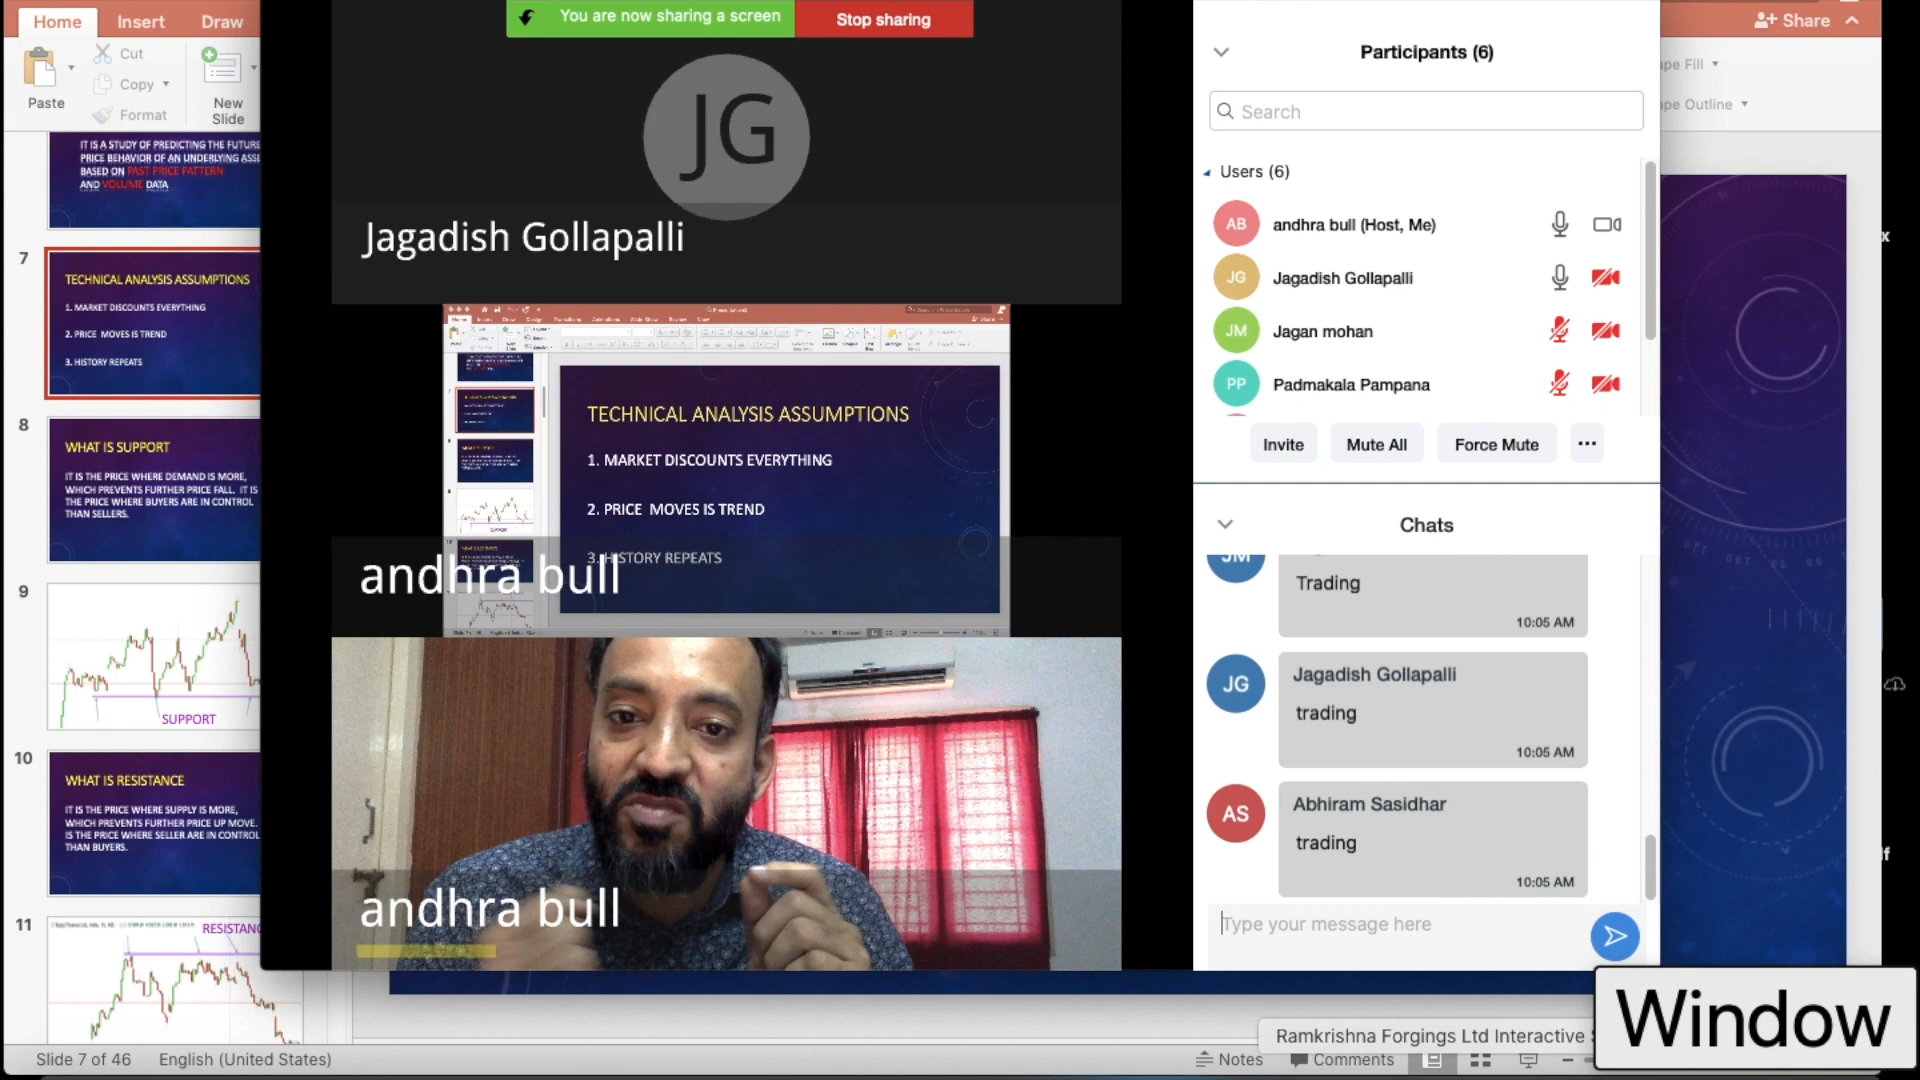 Home
Insert
Draw
Share
Paste
Cut
Copy
Format
New
Slide
ape Fill
ape Outline
You are now sharing a screen
Stop sharing
JG
Jagadish Gollapalli
IT IS A STUDY OF PREDICTING THE FUTURE
PRICE BEHAVIOR OF AN UNDERLYING ASSE
BASED ON PAST PRICE PATTERN
AND VOLUME DATA
7
TECHNICAL ANALYSIS ASSUMPTIONS
1. MARKET DISCOUNTS EVERYTHING
2. PRICE MOVES IS TREND
3. HISTORY REPEATS
8
WHAT IS SUPPORT
IT IS THE PRICE WHERE DEMAND IS MORE,
WHICH PREVENTS FURTHER PRICE FALL. IT IS
THE PRICE WHERE BUYERS ARE IN CONTROL
THAN SELLERS.
9
SUPPORT
10
WHAT IS RESISTANCE
IT IS THE PRICE WHERE SUPPLY IS MORE,
WHICH PREVENTS FURTHER PRICE UP MOVE.
IS THE PRICE WHERE SELLER ARE IN CONTROL
THAN BUYERS.
11
RESISTANC
TECHNICAL ANALYSIS ASSUMPTIONS
1. MARKET DISCOUNTS EVERYTHING
2. PRICE MOVES IS TREND
3. HISTORY REPEATS
andhra bull
andhra bull
Participants (6)
Search
Users (6)
AB
andhra bull (Host, Me)
JG
Jagadish Gollapalli
JM
Jagan mohan
PP
Padmakala Pampana
Invite
Mute All
Force Mute
...
Chats
JM
Trading
10:05 AM
JG
Jagadish Gollapalli
trading
10:05 AM
AS
Abhiram Sasidhar
trading
10:05 AM
Type your message here
x
lf
Window
Ramkrishna Forgings Ltd Interactive
Slide 7 of 46
English (United States)
Notes
Comments